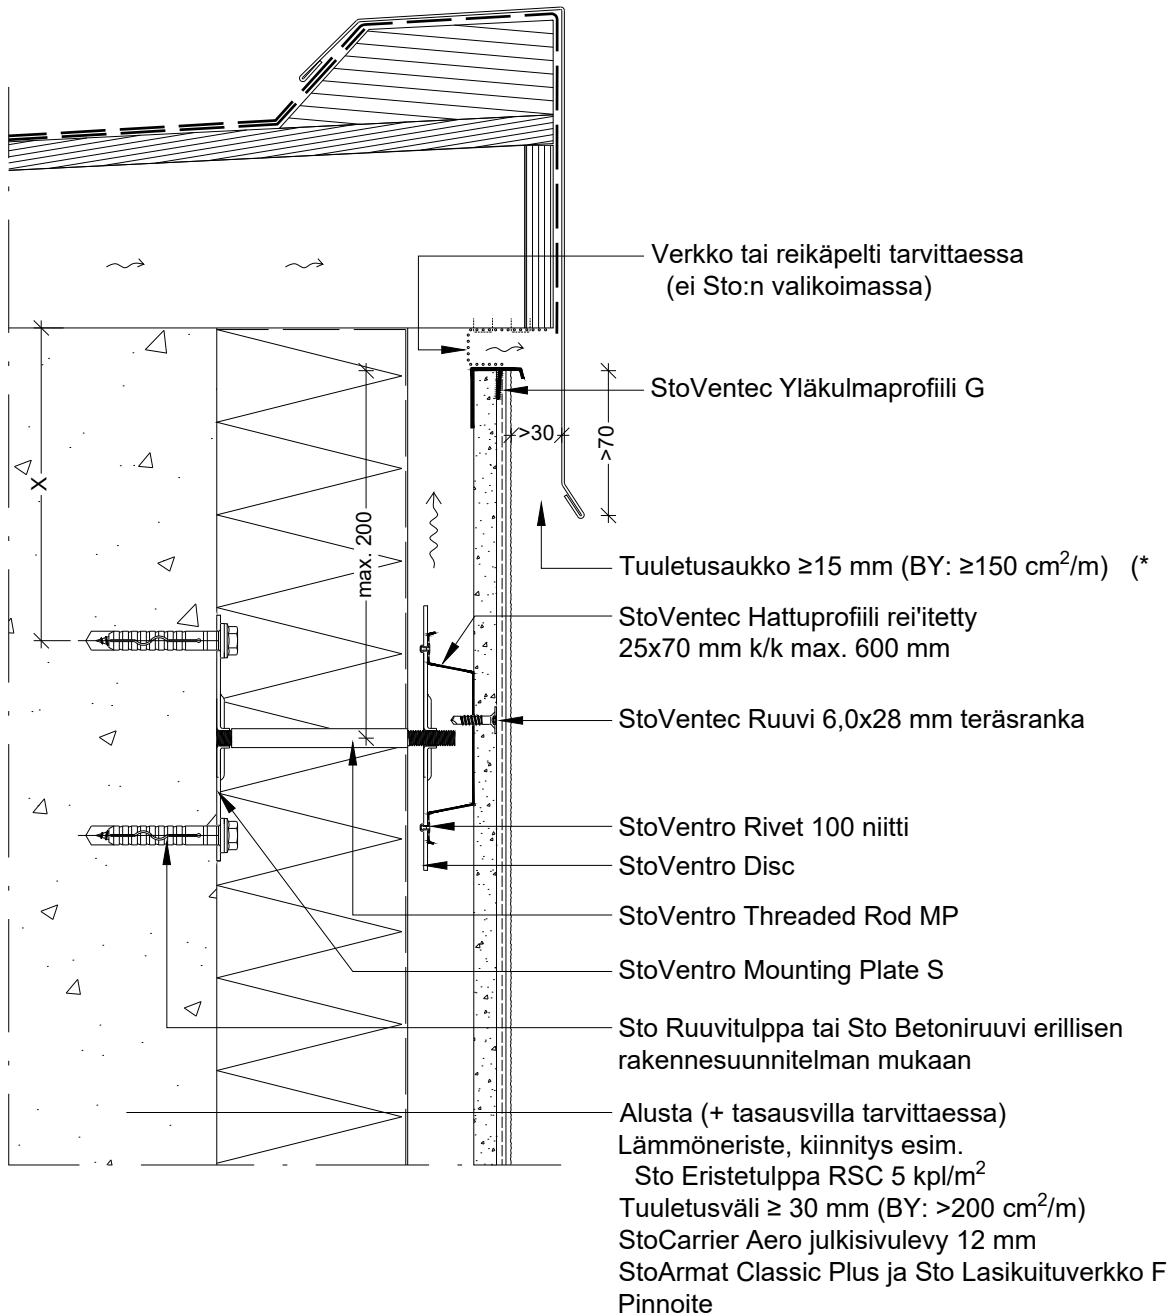 Verkko tai reikäpelti tarvittaessa
(ei Sto:n valikoimassa)
StoVentec Yläkulmaprofiili G
>30
>70
X
max. 200
Tuuletusaukko ≥15 mm (BY: ≥150 cm²/m) (*
StoVentec Hattuprofiili rei'itetty
25x70 mm k/k max. 600 mm
StoVentec Ruuvi 6,0x28 mm teräsranka
StoVentro Rivet 100 niitti
StoVentro Disc
StoVentro Threaded Rod MP
StoVentro Mounting Plate S
Sto Ruuvitulppa tai Sto Betoniruuvi erillisen
rakennesuunnitelman mukaan
Alusta (+ tasausvilla tarvittaessa)
Lämmöneriste, kiinnitys esim.
Sto Eristetulppa RSC 5 kpl/m²
Tuuletusväli ≥ 30 mm (BY: >200 cm²/m)
StoCarrier Aero julkisivulevy 12 mm
StoArmat Classic Plus ja Sto Lasikuituverkko F
Pinnoite